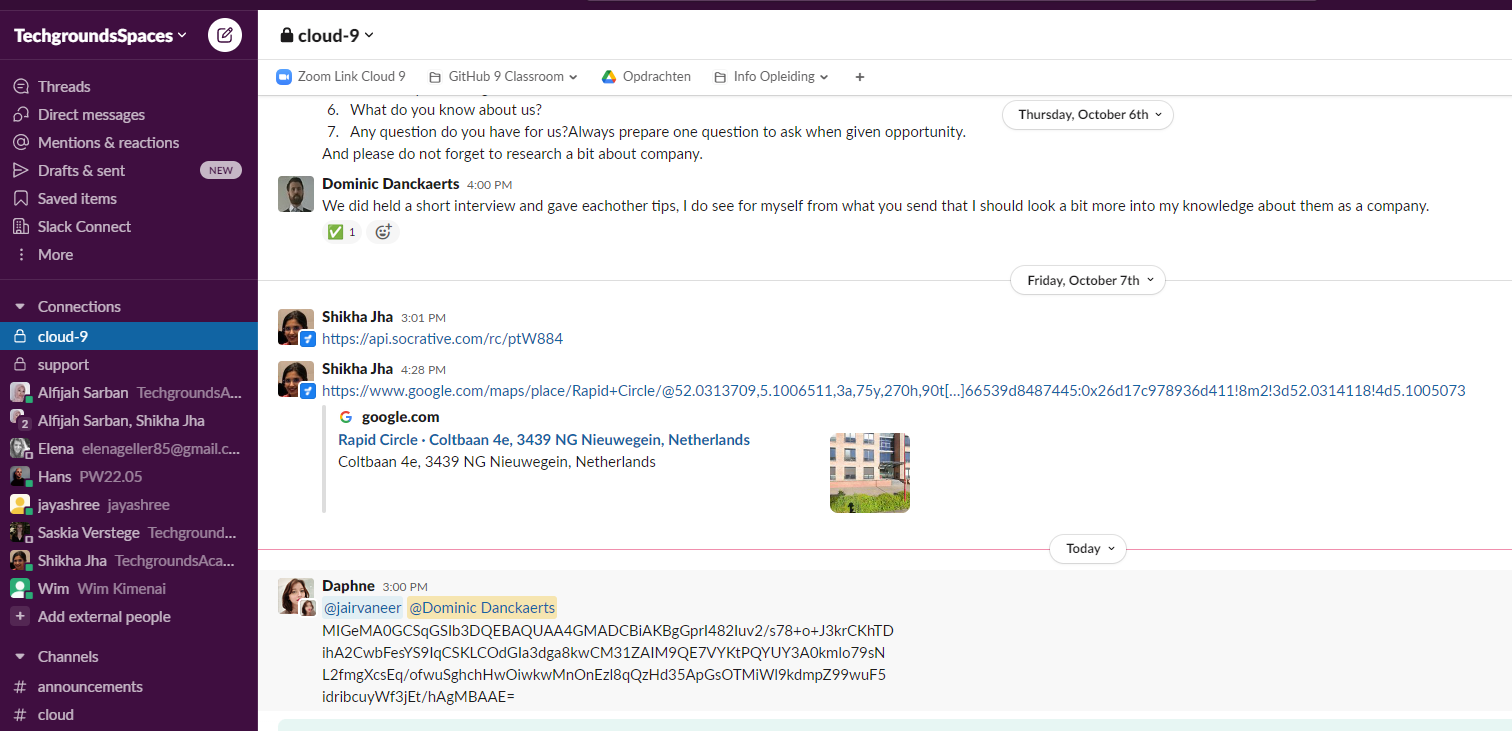 TechgroundsSpaces
Threads
Direct messages
Mentions & reactions
Drafts & sent NEW
Saved items
Slack Connect
More
Connections
cloud-9
support
Alfijah Sarban TechgroundsA...
2 Alfijah Sarban, Shikha Jha
Elena elenageller85@gmail.c...
Hans PW22.05
jayashree jayashree
Saskia Verstege Techground...
Shikha Jha TechgroundsAca...
Wim Wim Kimenai
+ Add external people
Channels
# announcements
# cloud
cloud-9
Zoom Link Cloud 9 GitHub 9 Classroom Opdrachten Info Opleiding +
Thursday, October 6th
6. What do you know about us?
7. Any question do you have for us?Always prepare one question to ask when given opportunity.
And please do not forget to research a bit about company.
Dominic Danckaerts 4:00 PM
We did held a short interview and gave eachother tips, I do see for myself from what you send that I should look a bit more into my knowledge about them as a company.
1
Friday, October 7th
Shikha Jha 3:01 PM
https://api.socrative.com/rc/ptW884
Shikha Jha 4:28 PM
https://www.google.com/maps/place/Rapid+Circle/@52.0313709,5.1006511,3a,75y,270h,90t[...]66539d8487445:0x26d17c978936d411!8m2!3d52.0314118!4d5.1005073
google.com
Rapid Circle · Coltbaan 4e, 3439 NG Nieuwegein, Netherlands
Coltbaan 4e, 3439 NG Nieuwegein, Netherlands
Today
Daphne 3:00 PM
@jairvaneer @Dominic Danckaerts
MIGeMA0GCSqGSIb3DQEBAQUAA4GMADCBiAKBgGprI482Iuv2/s78+o+J3krCKhTD
ihA2CwbFesYS9IqCSKLCOdGIa3dga8kwCM31ZAIM9QE7VYKtPQYUY3A0kmlo79sN
L2fmgXcsEq/ofwuSghchHwOiwkwMnOnEzl8qQzHd35ApGsOTMiWl9kdmpZ99wuF5
idribcuyWf3jEt/hAgMBAAE=